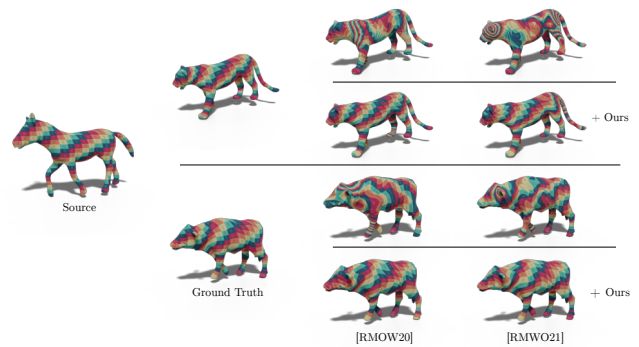 + Ours
Source
Ground Truth
+ Ours
[RMOW20]
[RMWO21]